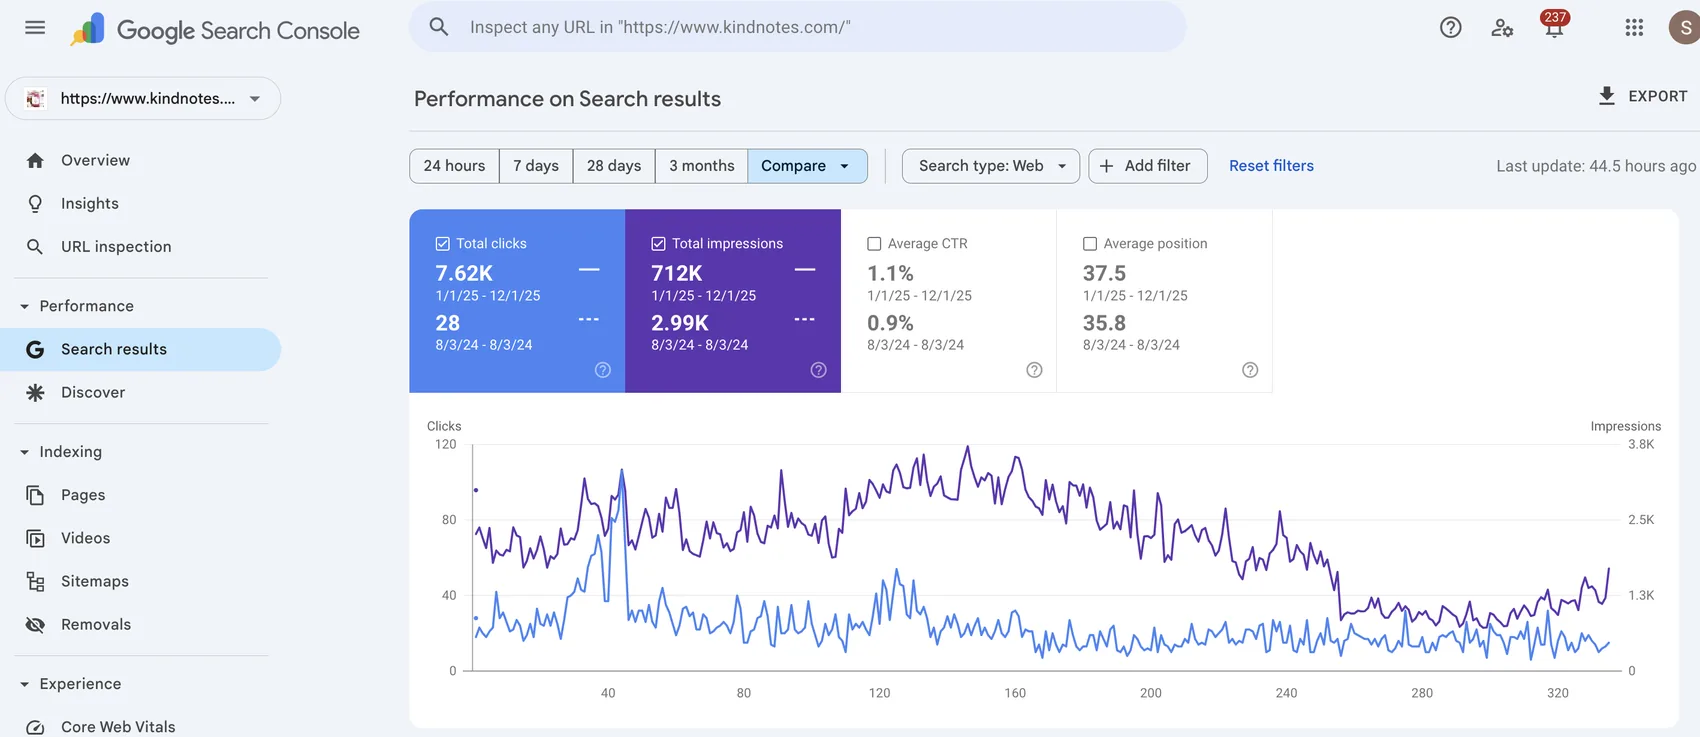 Google Search Console
Inspect any URL in "https://www.kindnotes.com/"
237
S
https://www.kindnotes....
Performance on Search results
EXPORT
Overview
Insights
URL inspection
Performance
Search results
Discover
Indexing
Pages
Videos
Sitemaps
Removals
Experience
Core Web Vitals
24 hours
7 days
28 days
3 months
Compare
Search type: Web
Add filter
Reset filters
Last update: 44.5 hours ago
Total clicks
7.62K
1/1/25 - 12/1/25
28
8/3/24 - 8/3/24
Total impressions
712K
1/1/25 - 12/1/25
2.99K
8/3/24 - 8/3/24
Average CTR
1.1%
1/1/25 - 12/1/25
0.9%
8/3/24 - 8/3/24
Average position
37.5
1/1/25 - 12/1/25
35.8
8/3/24 - 8/3/24
Clicks
Impressions
120
3.8K
80
2.5K
40
1.3K
0
0
40 80 120 160 200 240 280 320